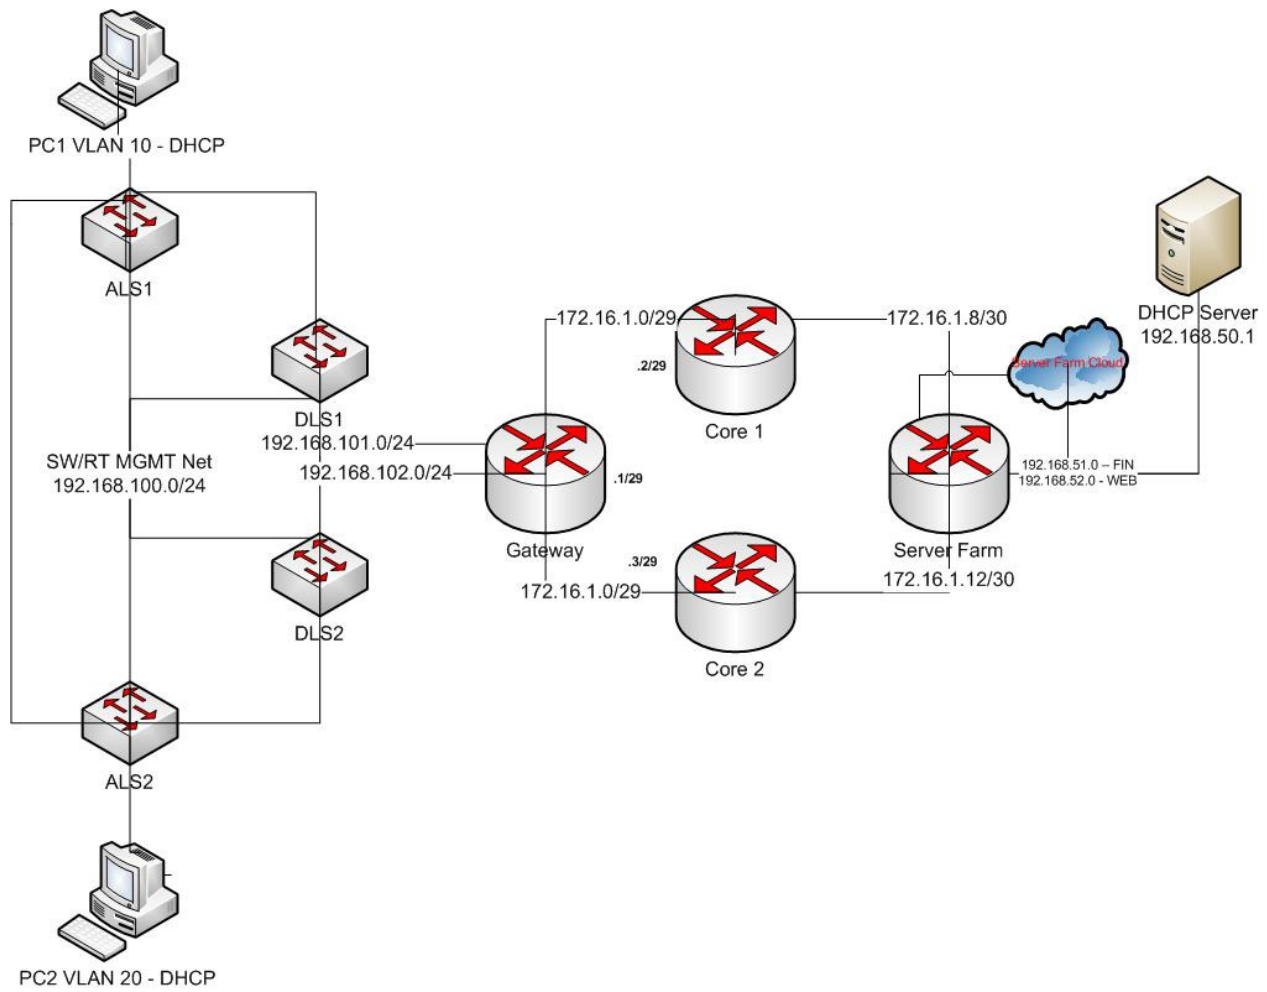 PC1 VLAN 10 - DHCP
ALS1
DLS1
192.168.101.0/24
192.168.102.0/24
SW/RT MGMT Net
192.168.100.0/24
DLS2
ALS2
PC2 VLAN 20 - DHCP
172.16.1.0/29
.2/29
Core 1
172.16.1.8/30
.1/29
Gateway
.3/29
172.16.1.0/29
Core 2
DHCP Server
192.168.50.1
Server Farm Cloud
192.168.51.0 – FIN
192.168.52.0 - WEB
Server Farm
172.16.1.12/30